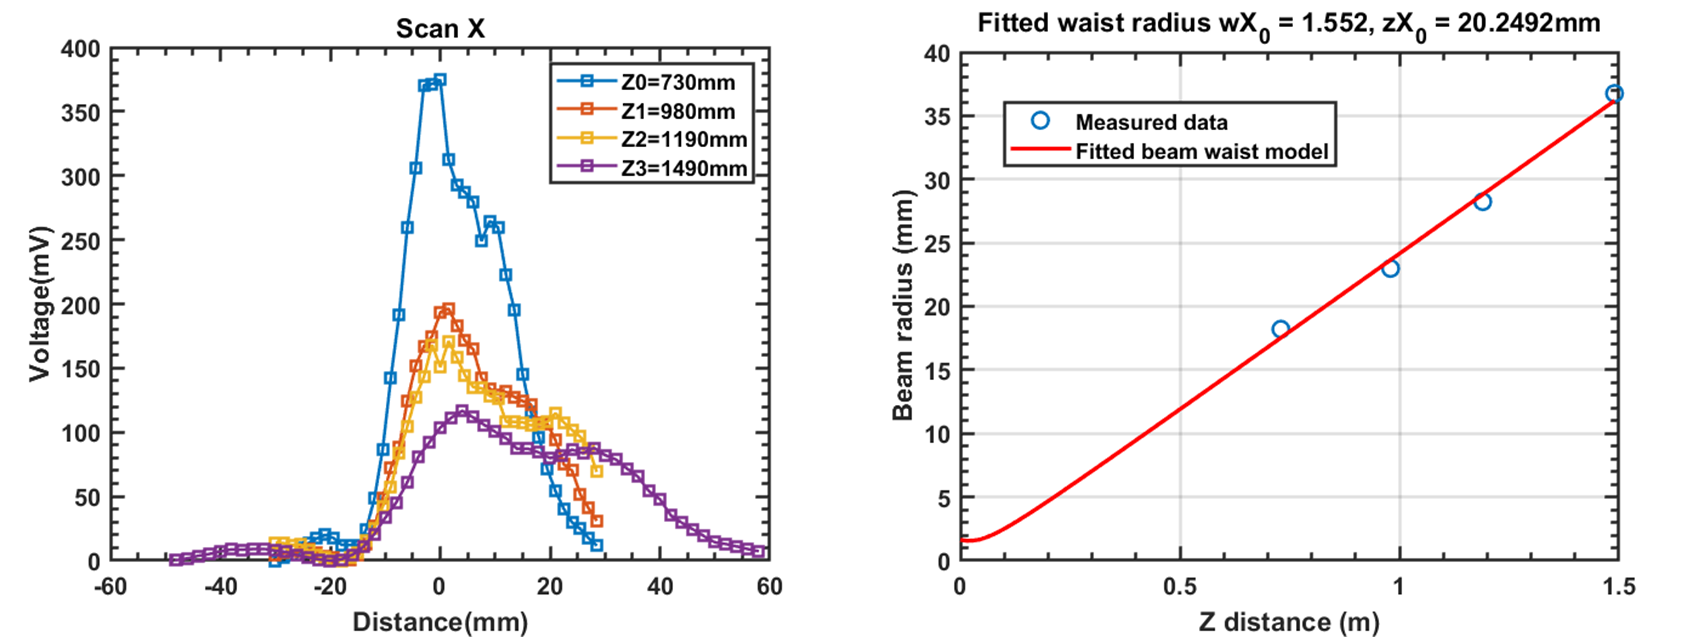 Scan X
400
350
300
250
200
150
100
50
0
Voltage(mV)
-60
-40
-20
0
20
40
60
Distance(mm)
Z0=730mm
Z1=980mm
Z2=1190mm
Z3=1490mm
Fitted waist radius wX0 = 1.552, zX0 = 20.2492mm
40
35
30
25
20
15
10
5
0
Beam radius (mm)
0
0.5
1
1.5
Z distance (m)
Measured data
Fitted beam waist model